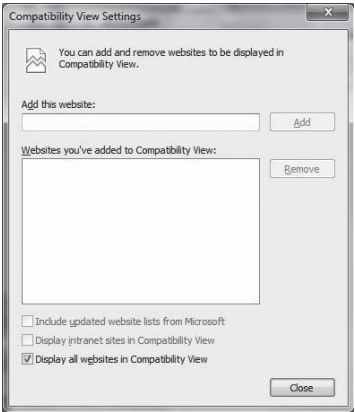 Compatibility View Settings
You can add and remove websites to be displayed in
Compatibility View.
Add this website:
Add
Websites you've added to Compatibility View:
Remove
Include updated website lists from Microsoft
Display intranet sites in Compatibility View
Display all websites in Compatibility View
Close